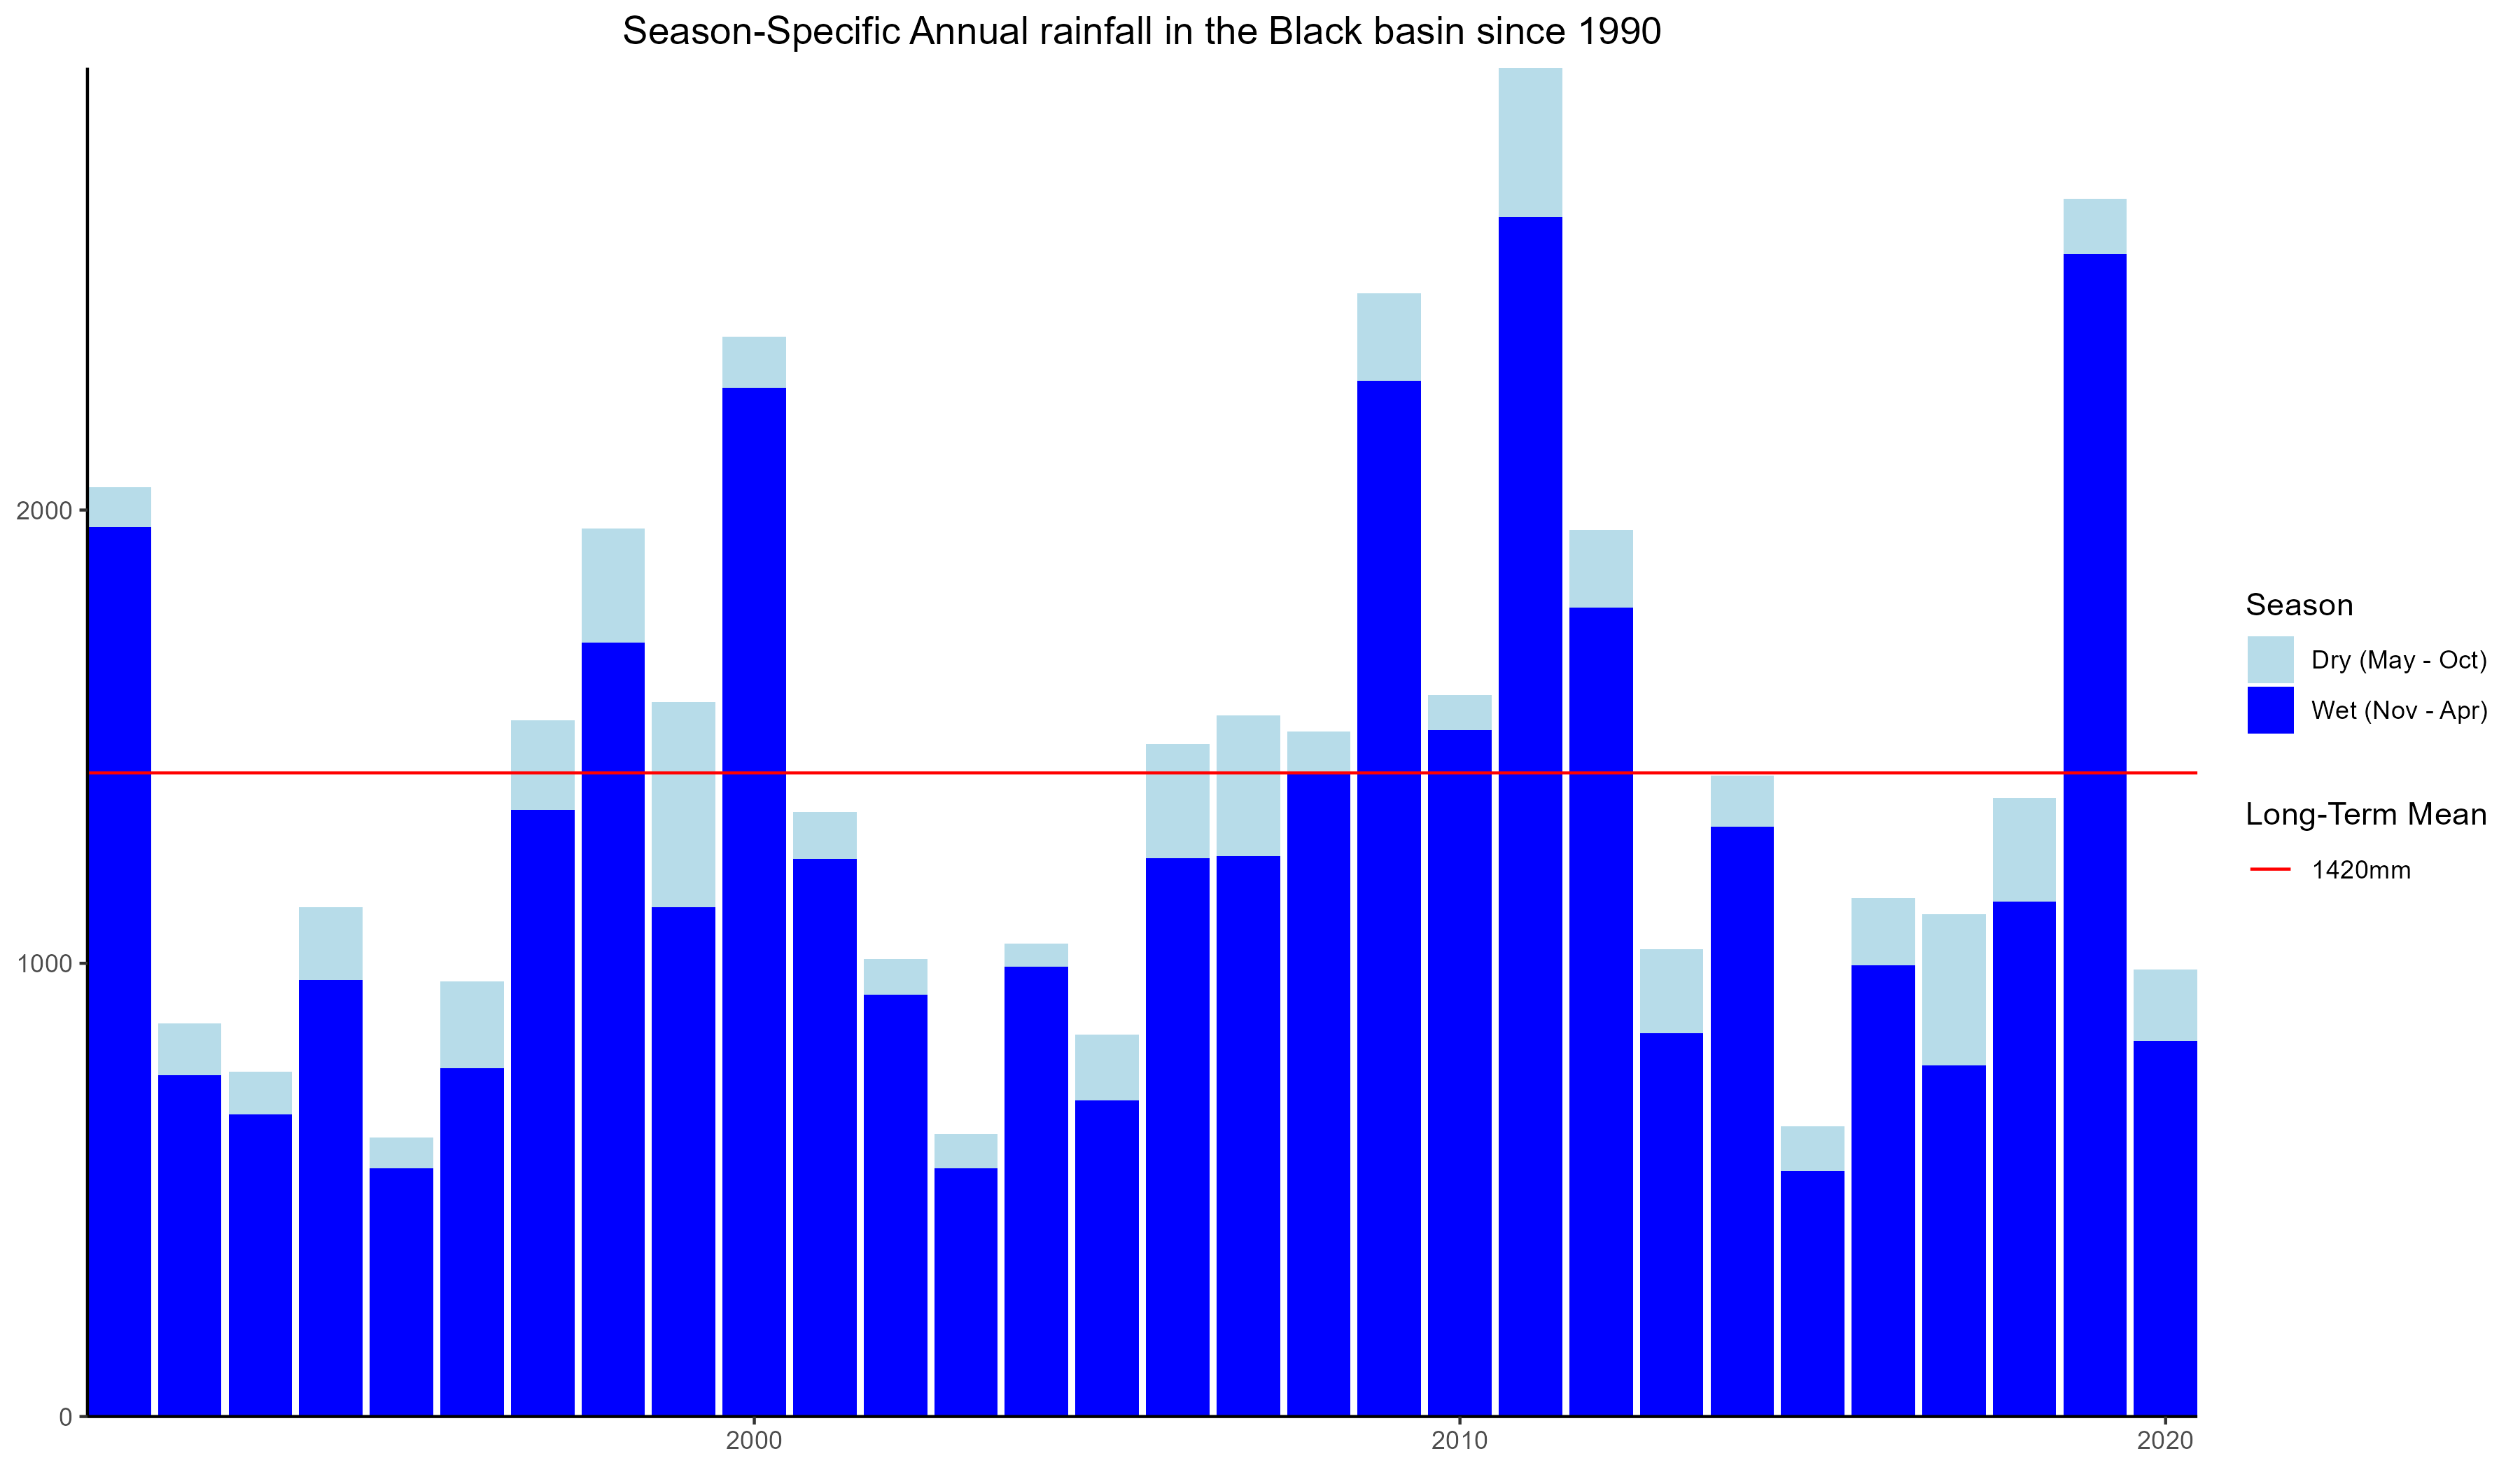 Season-Specific Annual rainfall in the Black basin since 1990
2000
1000
0
2000
2010
2020
Season
Dry (May - Oct)
Wet (Nov - Apr)
Long-Term Mean
1420mm